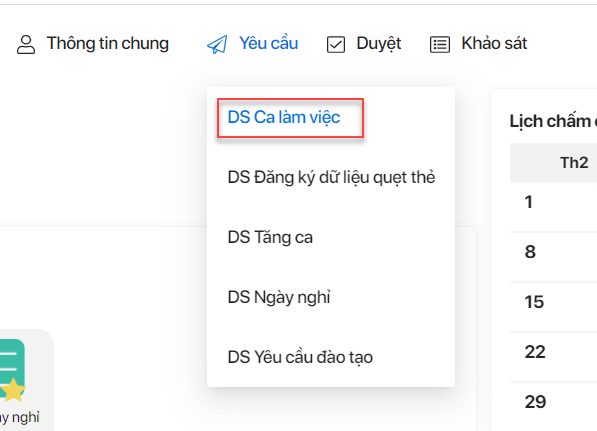 Thông tin chung
Yêu cầu
Duyệt
Khảo sát
DS Ca làm việc
DS Đăng ký dữ liệu quẹt thẻ
DS Tăng ca
DS Ngày nghỉ
DS Yêu cầu đào tạo
Lịch chấm
Th2
1
8
15
22
29
nghỉ